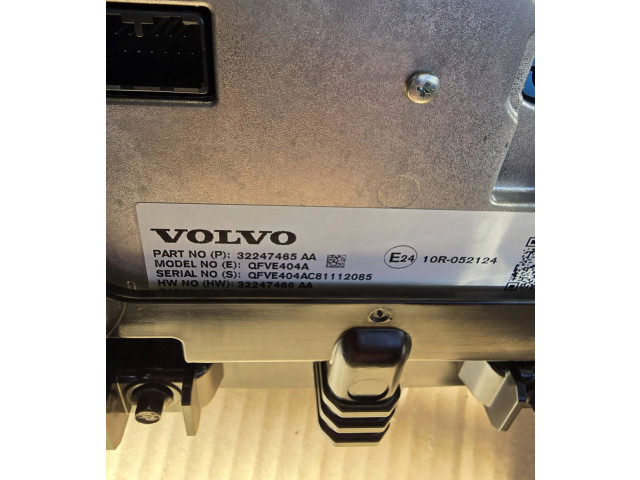 VOLVO
PART NO (P): 32247465 AA
MODEL NO (E): QFVE404A
SERIAL NO (S): QFVE404AC81112085
HW NO (HW): 32247466 AA
E24 10R-052124